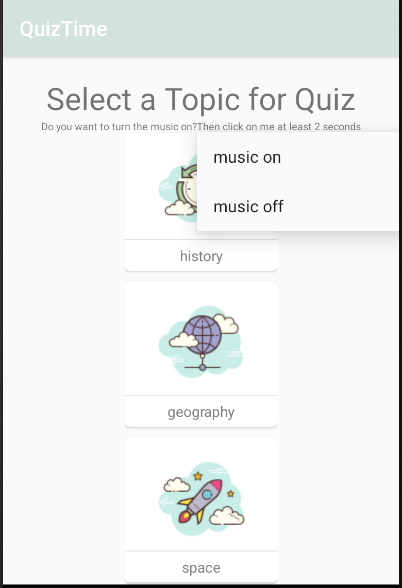 QuizTime
Select a Topic for Quiz
Do you want to turn the music on?Then click on me at least 2 seconds
music on
music off
history
geography
space